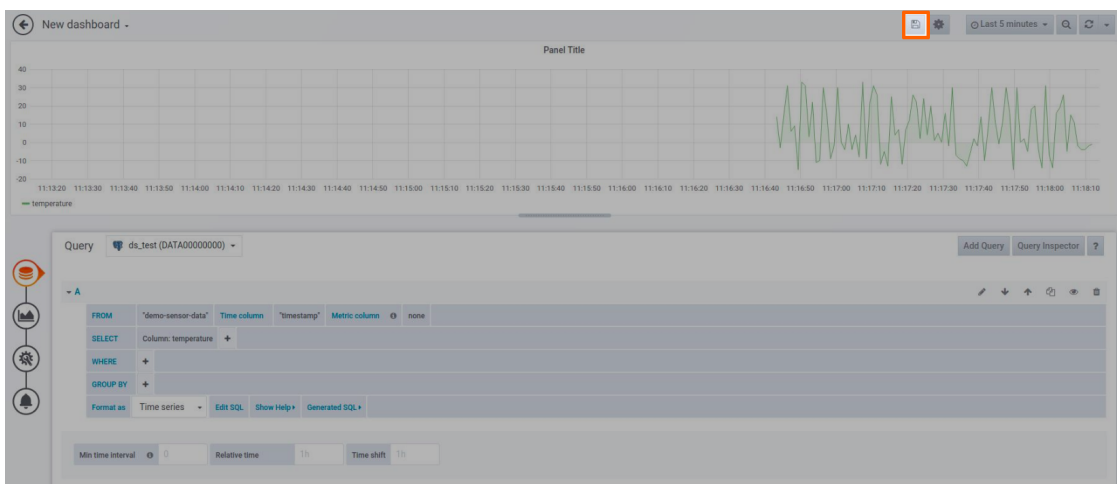 New dashboard
Last 5 minutes
Panel Title
40
30
20
10
0
-10
-20
11:13:20 11:13:30 11:13:40 11:13:50 11:14:00 11:14:10 11:14:20 11:14:30 11:14:40 11:14:50 11:15:00 11:15:10 11:15:20 11:15:30 11:15:40 11:15:50 11:16:00 11:16:10 11:16:20 11:16:30 11:16:40 11:16:50 11:17:00 11:17:10 11:17:20 11:17:30 11:17:40 11:17:50 11:18:00 11:18:10
temperature
Query ds_test (DATA00000000) Add Query Query Inspector ?
A
FROM "demo-sensor-data" Time column "timestamp" Metric column none
SELECT Column: temperature +
WHERE +
GROUP BY +
Format as Time series Edit SQL Show Help Generated SQL
Min time interval 0 Relative time 1h Time shift 1h